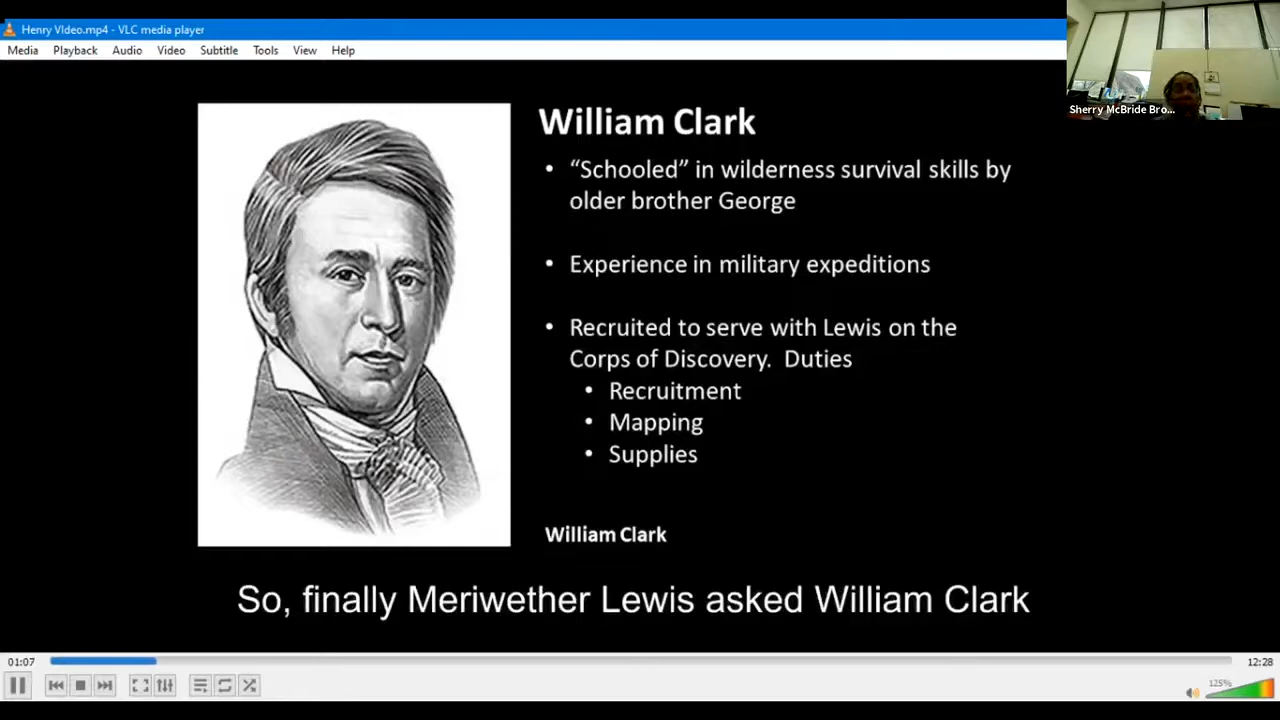 Henry VIdeo.mp4 - VLC media player
Media Playback Audio Video Subtitle Tools View Help
Sherry McBride Bro...
William Clark
• “Schooled” in wilderness survival skills by
older brother George
• Experience in military expeditions
• Recruited to serve with Lewis on the
Corps of Discovery. Duties
• Recruitment
• Mapping
• Supplies
William Clark
So, finally Meriwether Lewis asked William Clark
01:07
12:28
125%